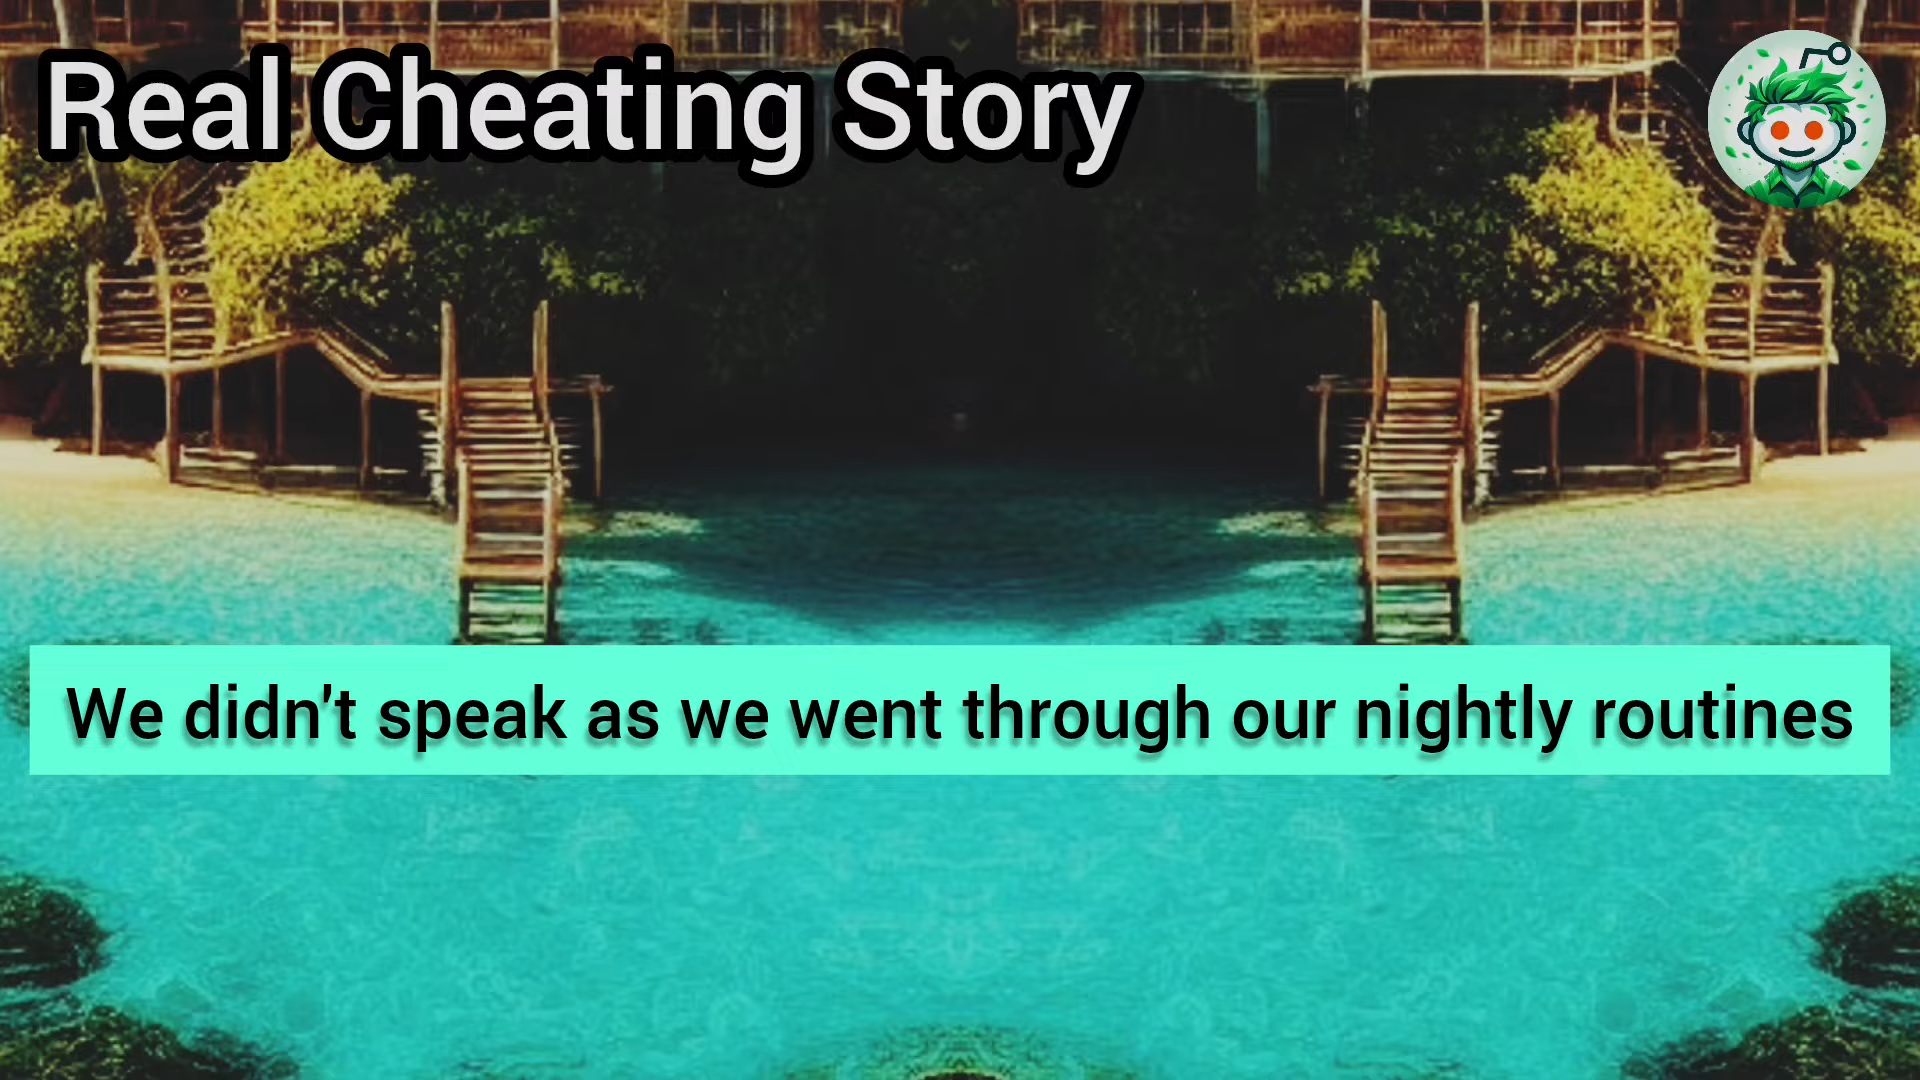 Real Cheating Story
We didn't speak as we went through our nightly routines